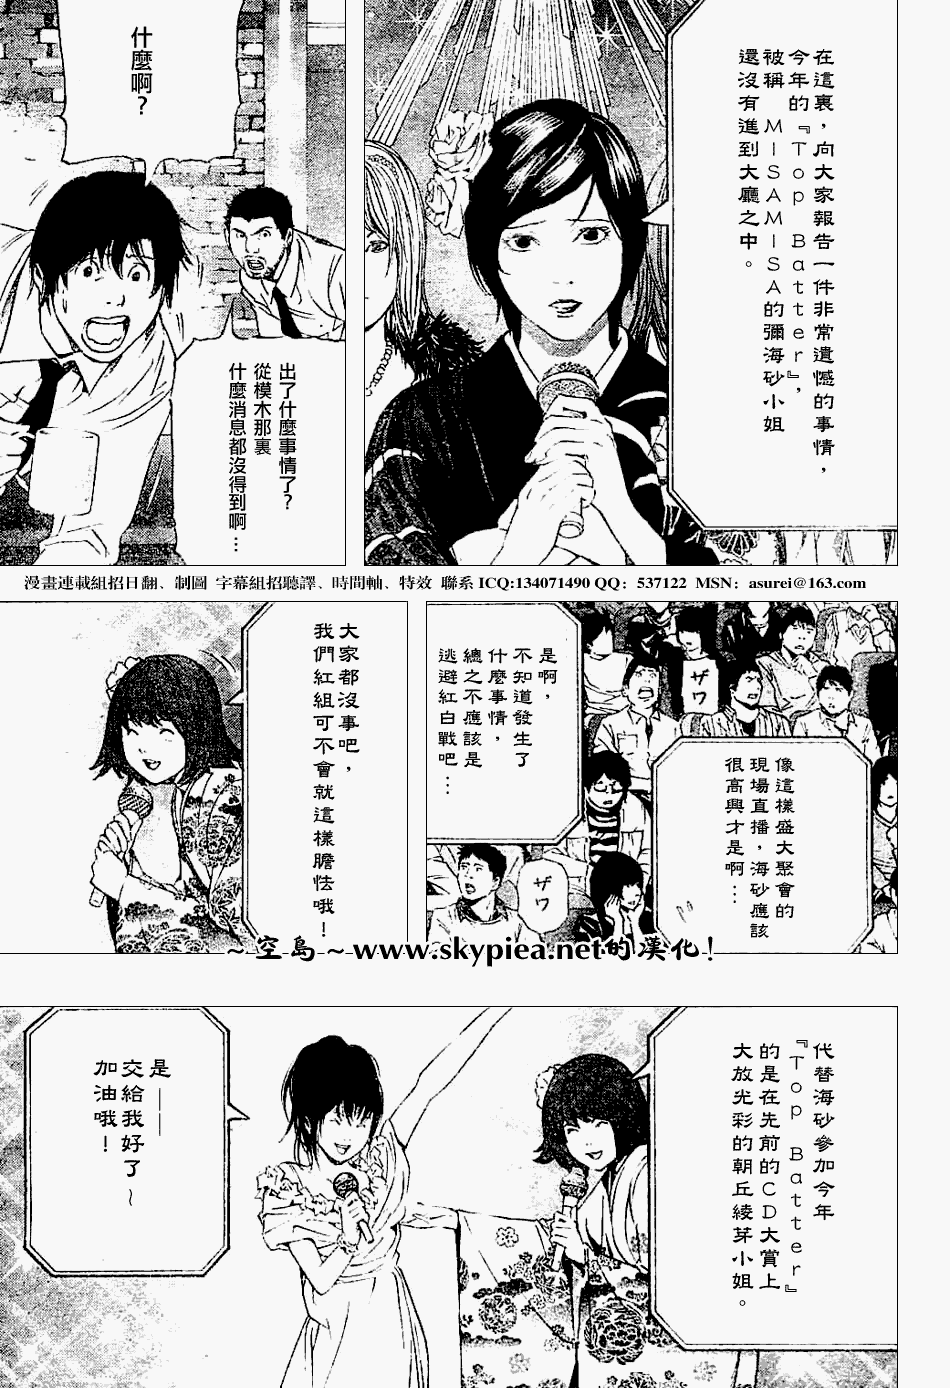 在這裏，向大家報告一件非常遺憾的事情，
今年的『Top Batter』，
被稱 MISAMISA的彌海砂小姐
還沒有進到大廳之中。
什麼啊？
出了什麼事情了？
從模木那裏
什麼消息都沒得到啊…
漫畫連載組招日翻、制圖 字幕組招聽譯、時間軸、特效 聯系 ICQ:134071490 QQ：537122 MSN：asurei@163.com
ザワ
像這樣盛大聚會的
現場直播，海砂應該
很高興才是啊…
ザワ
是啊，
不知道發生了
什麼事情，
總之不應該是
逃避紅白戰吧…
大家都沒事吧，
我們紅組可不會就這樣膽怯哦！
～空島～www.skypiea.net的漢化！
代替海砂參加今年
『Top Batter』
的是在先前的CD大賞上
大放光彩的朝丘綾芽小姐。
是——
交給我好了～
加油哦！